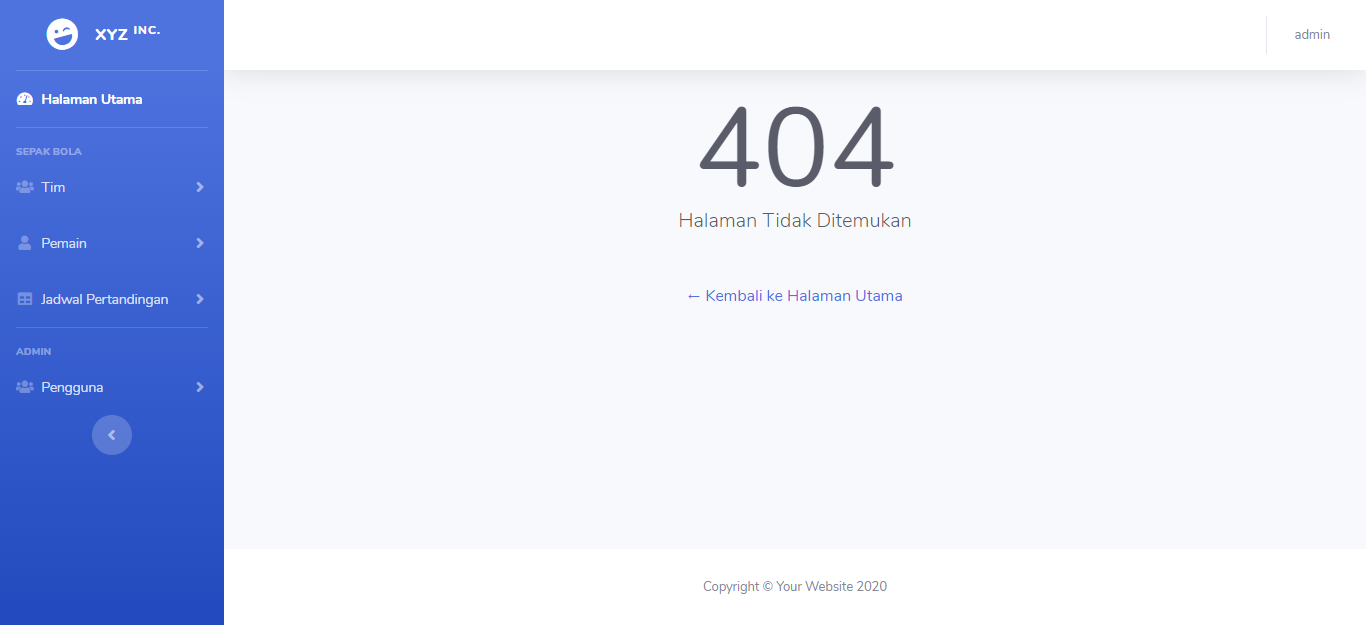 XYZ INC.
admin
Halaman Utama
SEPAK BOLA
Tim
Pemain
Jadwal Pertandingan
ADMIN
Pengguna
404
Halaman Tidak Ditemukan
← Kembali ke Halaman Utama
Copyright © Your Website 2020